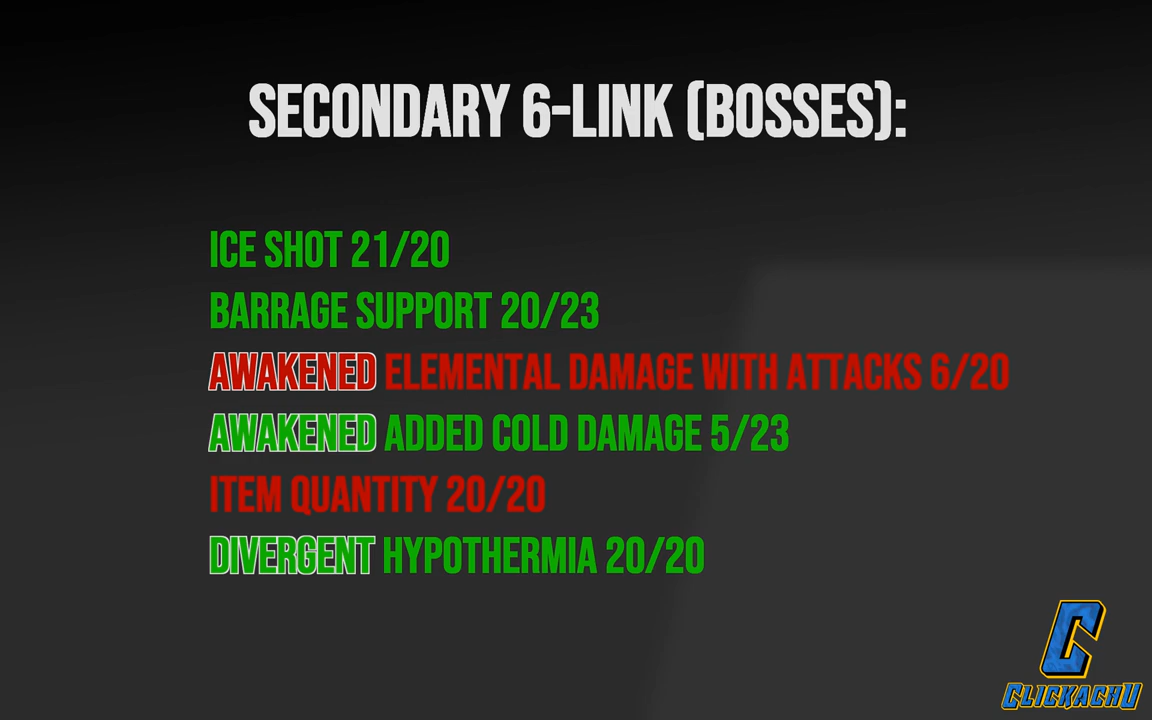 SECONDARY 6-LINK (BOSSES):
ICE SHOT 21/20
BARRAGE SUPPORT 20/23
AWAKENED ELEMENTAL DAMAGE WITH ATTACKS 6/20
AWAKENED ADDED COLD DAMAGE 5/23
ITEM QUANTITY 20/20
DIVERGENT HYPOTHERMIA 20/20
C
CLICKACHU